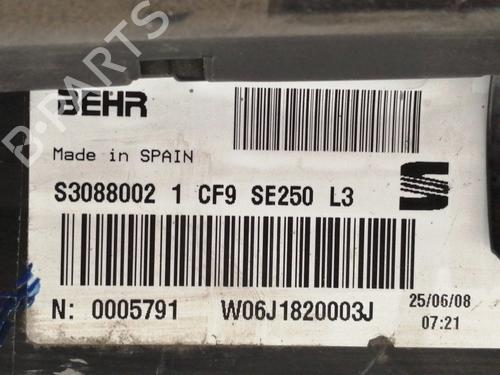 BEHR
Made in SPAIN
S3088002 1 CF9 SE250 L3
N: 0005791 W06J1820003J 25/06/08
07:21
B-PARTS